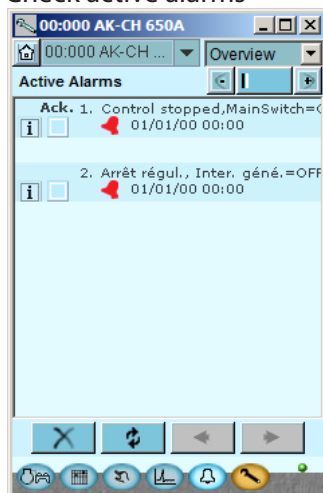 Check active alarms
00:000 AK-CH 650A
00:000 AK-CH ... Overview
Active Alarms
Ack. 1. Control stopped,MainSwitch=
01/01/00 00:00
i
2. Arrêt régul., Inter. géné.=OFF
01/01/00 00:00
i